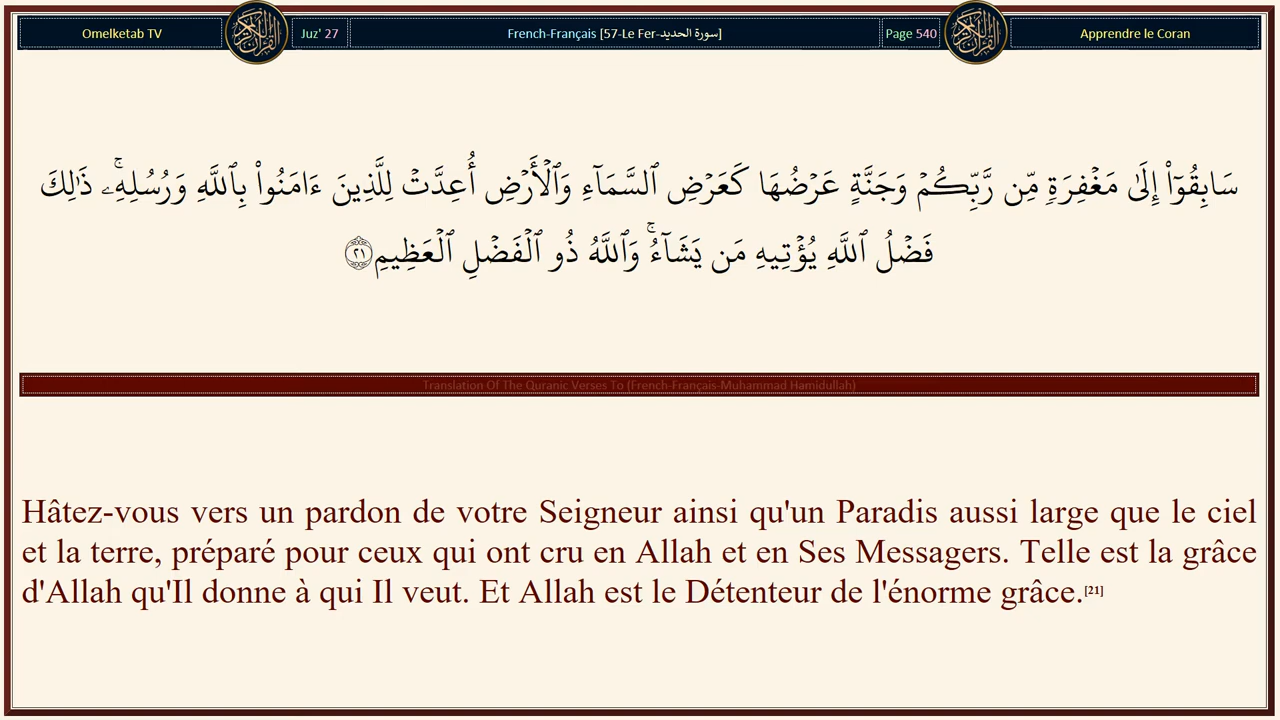 Omelketab TV
Juz' 27
French-Français [57-Le Fer-سورة الحديد]
Page 540
Apprendre le Coran
سَابِقُوٓا۟ إِلَىٰ مَغْفِرَةٍ مِّن رَّبِّكُمْ وَجَنَّةٍ عَرْضُهَا كَعَرْضِ ٱلسَّمَآءِ وَٱلْأَرْضِ أُعِدَّتْ لِلَّذِينَ ءَامَنُوا۟ بِٱللَّهِ وَرُسُلِهِۦۚ ذَٰلِكَ
فَضْلُ ٱللَّهِ يُؤْتِيهِ مَن يَشَآءُۚ وَٱللَّهُ ذُو ٱلْفَضْلِ ٱلْعَظِيمِ ٢١
Translation Of The Quranic Verses To (French-Français-Muhammad Hamidullah)
Hâtez-vous vers un pardon de votre Seigneur ainsi qu'un Paradis aussi large que le ciel
et la terre, préparé pour ceux qui ont cru en Allah et en Ses Messagers. Telle est la grâce
d'Allah qu'Il donne à qui Il veut. Et Allah est le Détenteur de l'énorme grâce.[21]